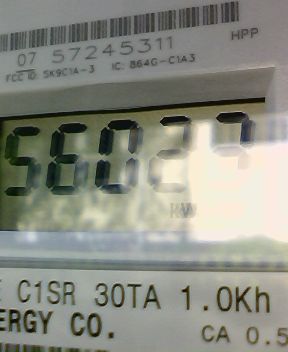 HPP
07 57245311
FCC ID: SK9C1A-3 IC: 864G-C1A3
56029
C1SR 30TA 1.0Kh
ERGY CO. CA 0.5